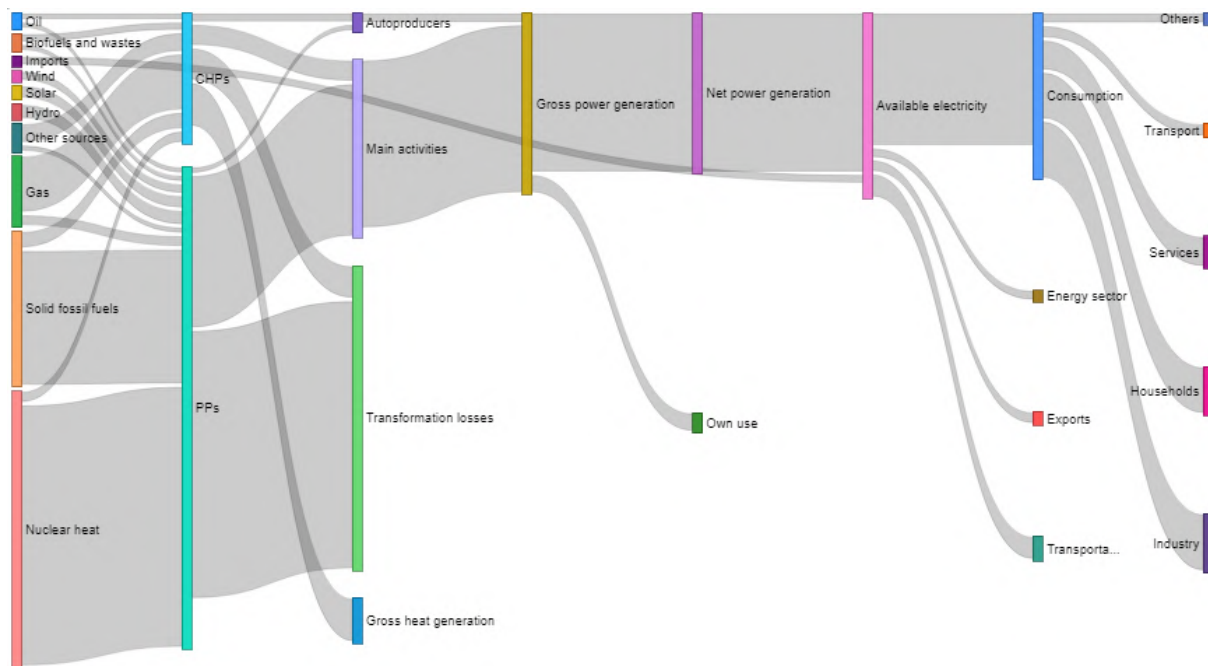 Oil
Biofuels and wastes
Imports
Wind
Solar
Hydro
Other sources
Gas
Solid fossil fuels
Nuclear heat
CHPs
PPs
Autoproducers
Main activities
Transformation losses
Gross heat generation
Gross power generation
Net power generation
Own use
Available electricity
Consumption
Energy sector
Exports
Transporta...
Others
Transport
Services
Households
Industry